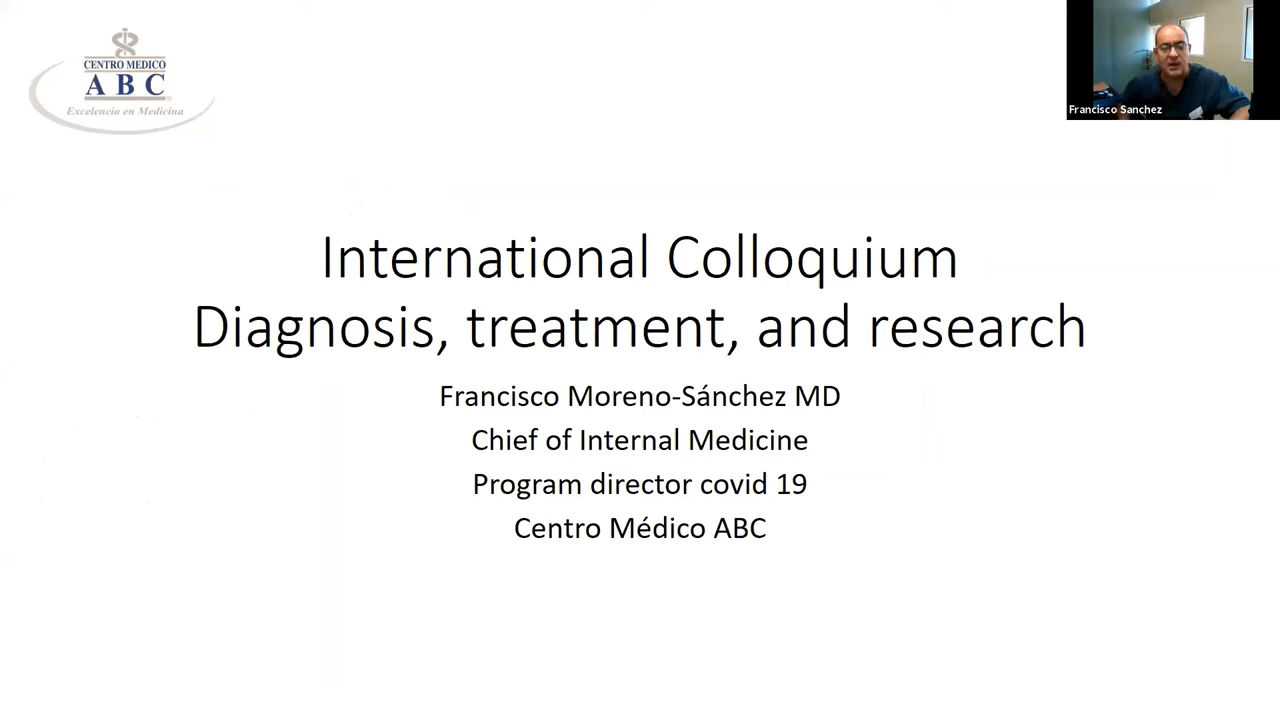 CENTRO MEDICO
A B C
Excelencia en Medicina
Francisco Sanchez
International Colloquium
Diagnosis, treatment, and research
Francisco Moreno-Sánchez MD
Chief of Internal Medicine
Program director covid 19
Centro Médico ABC